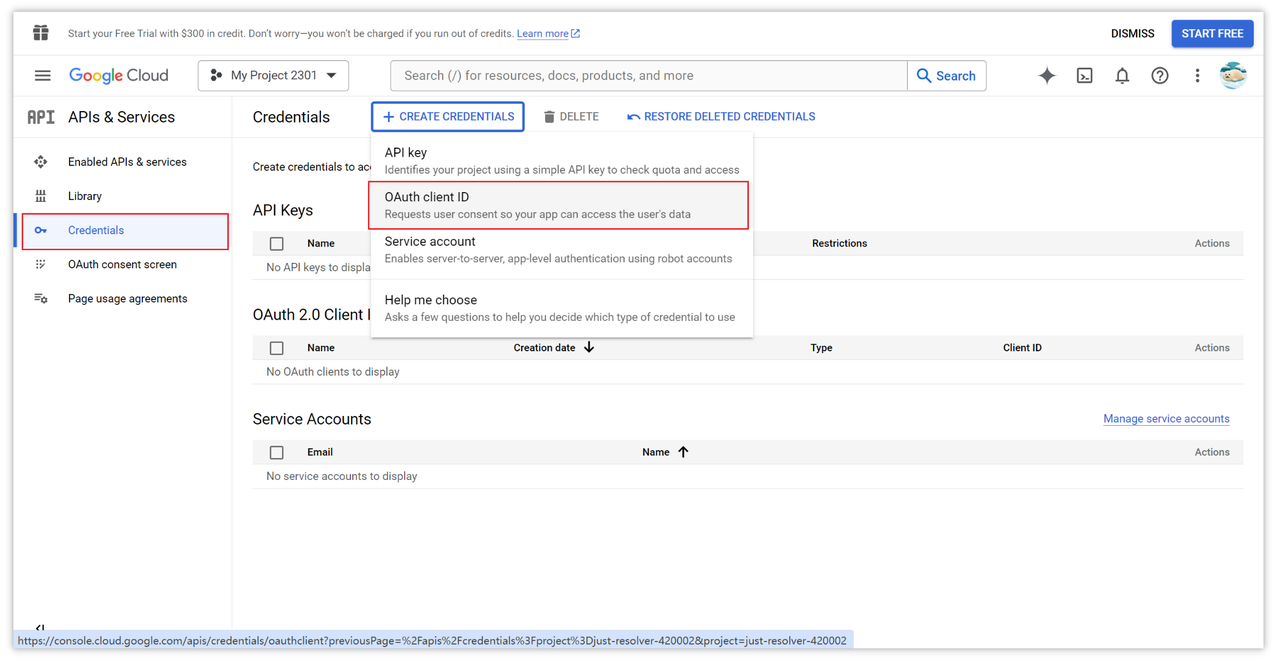 Start your Free Trial with $300 in credit. Don't worry—you won't be charged if you run out of credits. Learn more
DISMISS
START FREE
Google Cloud
My Project 2301
Search (/) for resources, docs, products, and more
Search
API APIs & Services
Credentials
CREATE CREDENTIALS
DELETE
RESTORE DELETED CREDENTIALS
Enabled APIs & services
Library
Credentials
OAuth consent screen
Page usage agreements
Create credentials to acc
API key
Identifies your project using a simple API key to check quota and access
OAuth client ID
Requests user consent so your app can access the user's data
Service account
Enables server-to-server, app-level authentication using robot accounts
Help me choose
Asks a few questions to help you decide which type of credential to use
API Keys
Name
Restrictions
Actions
No API keys to displa
OAuth 2.0 Client I
Name
Creation date
Type
Client ID
Actions
No OAuth clients to display
Service Accounts
Manage service accounts
Email
Name
Actions
No service accounts to display
https://console.cloud.google.com/apis/credentials/oauthclient?previousPage=%2Fapis%2Fcredentials%3Fproject%3Djust-resolver-420002&project=just-resolver-420002